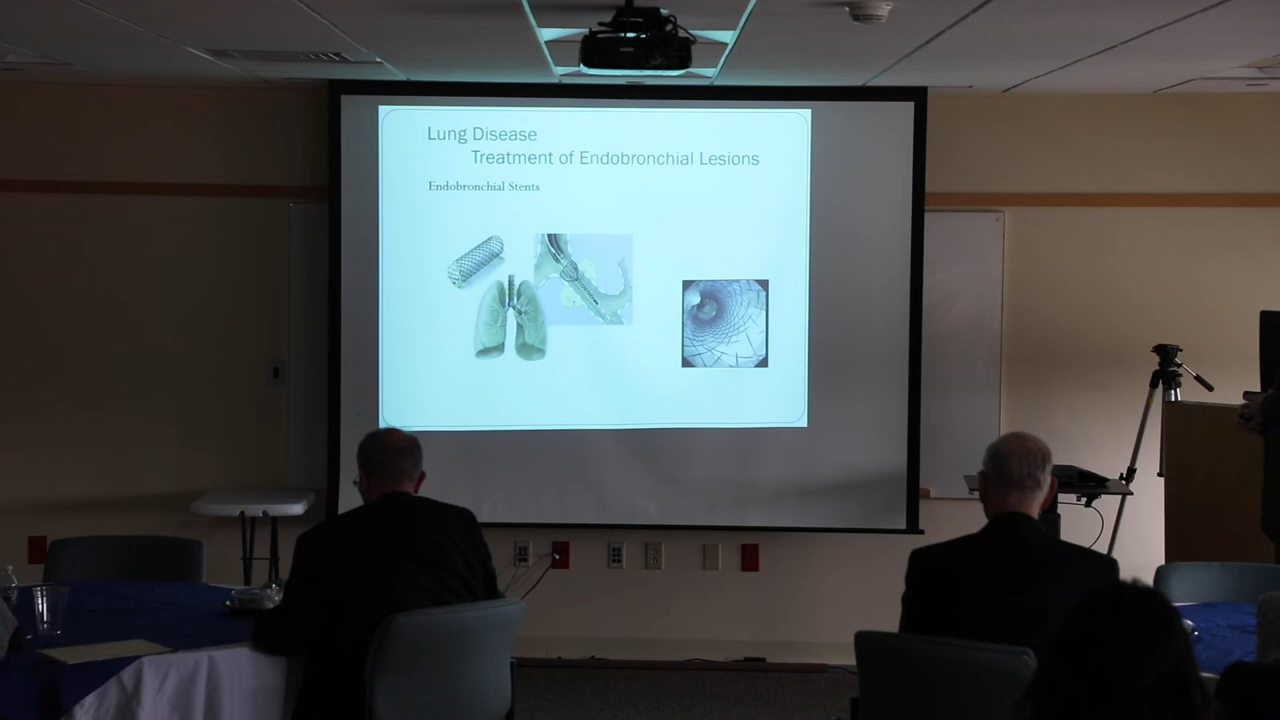 Lung Disease
Treatment of Endobronchial Lesions
Endobronchial Stents